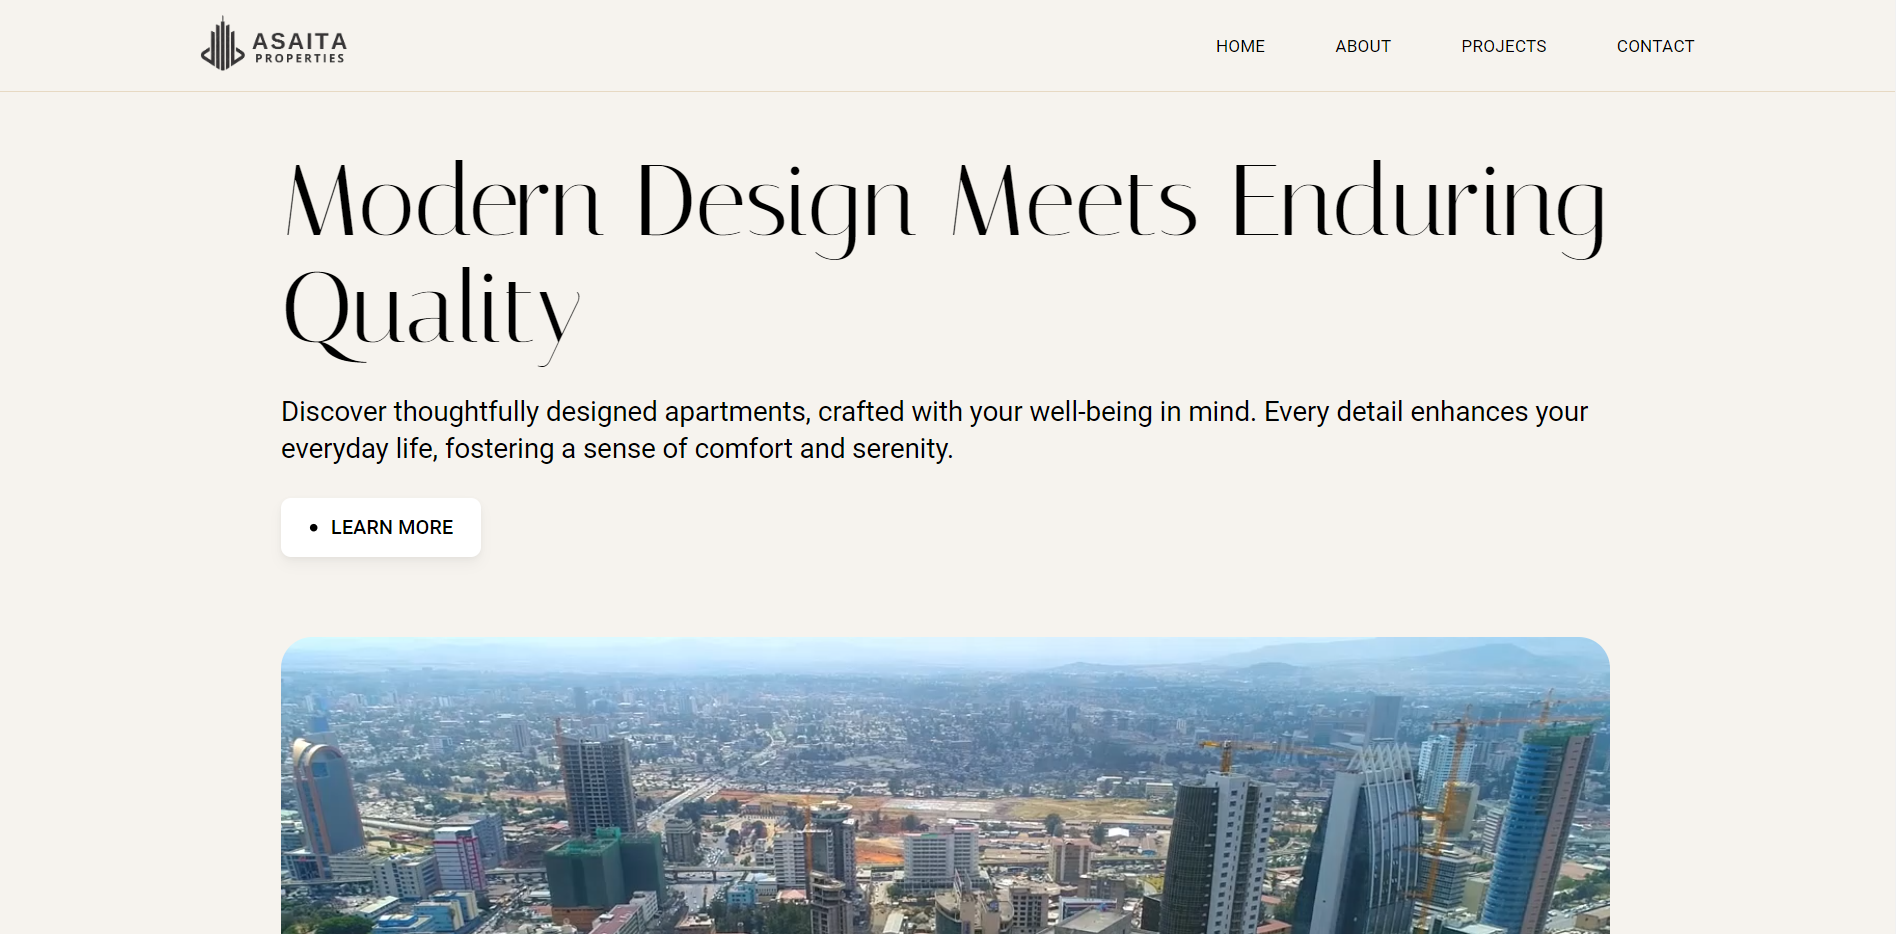 ASAITA
PROPERTIES
HOME
ABOUT
PROJECTS
CONTACT
Modern Design Meets Enduring
Quality
Discover thoughtfully designed apartments, crafted with your well-being in mind. Every detail enhances your
everyday life, fostering a sense of comfort and serenity.
• LEARN MORE